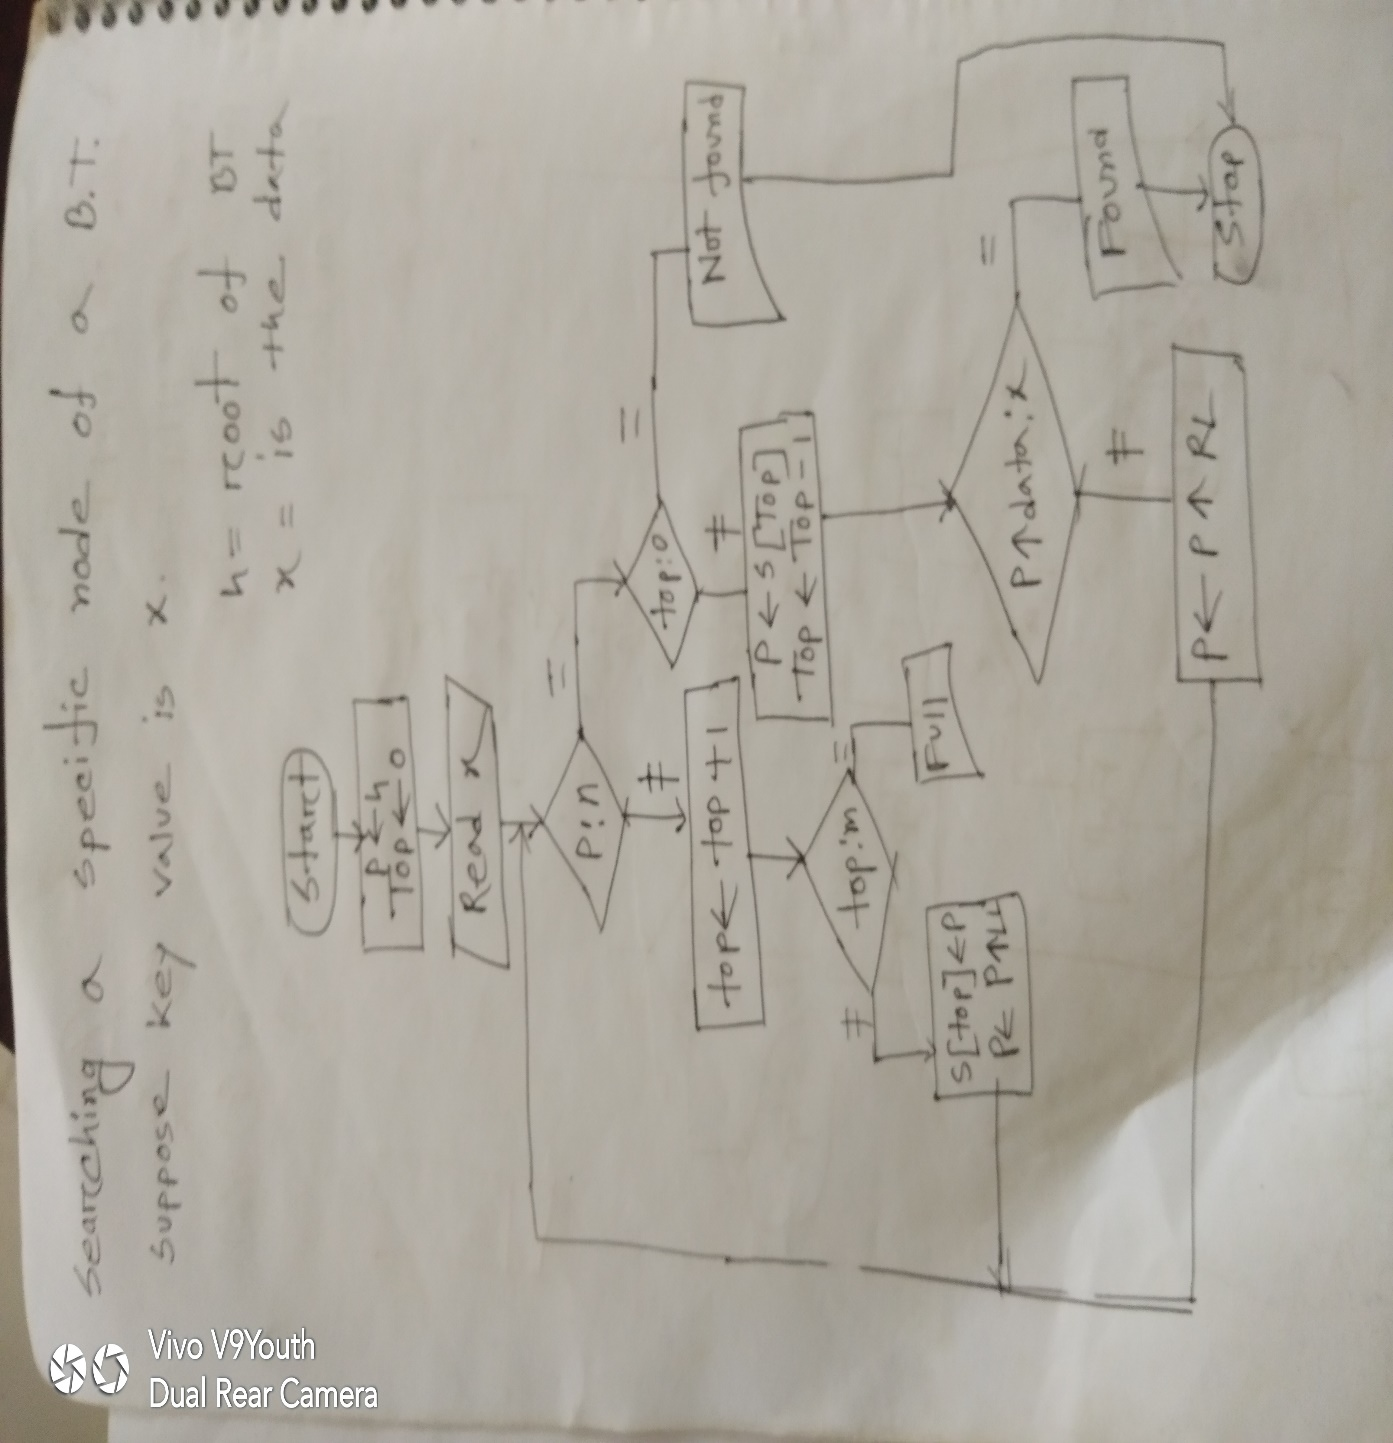 Searching a specific node of a B.T.
Suppose key value is x.
h = root of BT
x = is the data
Start
P ← h
Top ← 0
Read x
P : n
=
≠
top : 0
=
≠
Not found
top ← top + 1
P ← S [Top]
Top ← Top - 1
top : m
=
≠
Full
S [top] ← P
P ← P ↑ LL
P ↑ data : x
=
≠
Found
P ← P ↑ RL
Stop
Vivo V9Youth
Dual Rear Camera